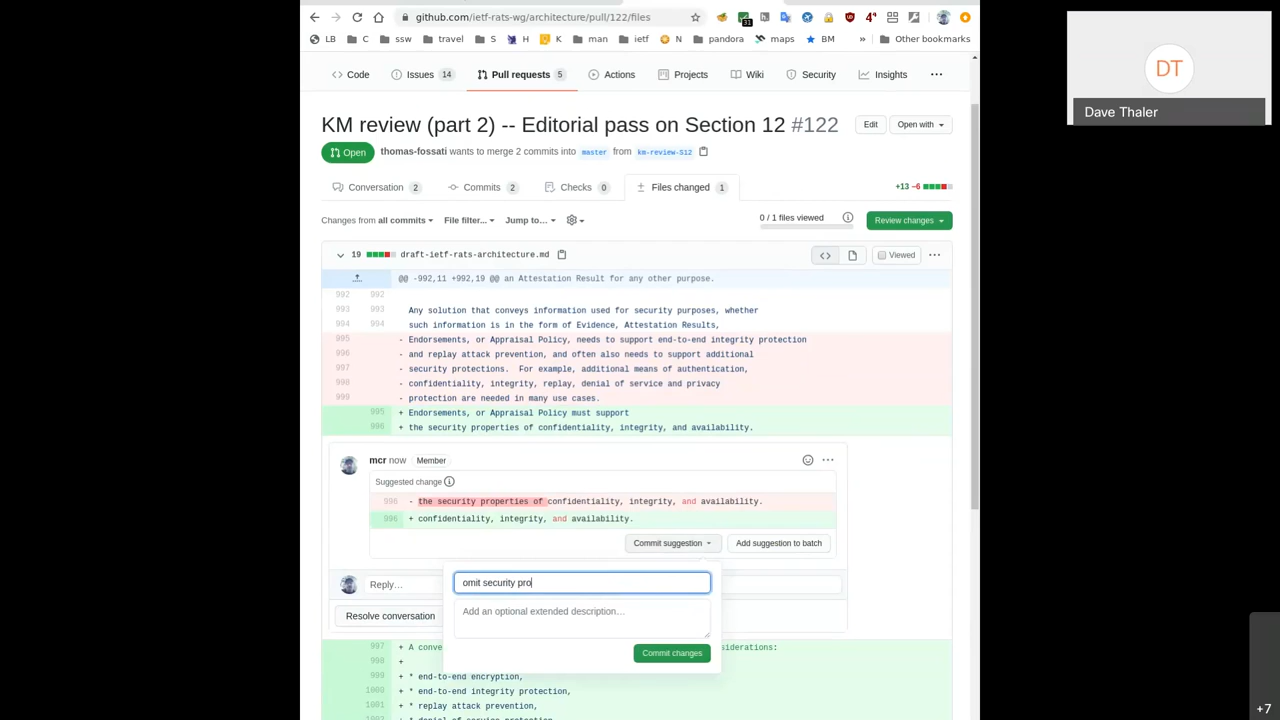 github.com/ietf-rats-wg/architecture/pull/122/files
31
LB C ssw travel S H K man ietf N pandora maps BM » Other bookmarks
Code Issues 14 Pull requests 5 Actions Projects Wiki Security Insights
KM review (part 2) -- Editorial pass on Section 12 #122 Edit Open with
Open thomas-fossati wants to merge 2 commits into master from km-review-S12
Conversation 2 Commits 2 Checks 0 Files changed 1 +13 −6
Changes from all commits File filter... Jump to... 0 / 1 files viewed Review changes
19 draft-ietf-rats-architecture.md Viewed
@@ -992,11 +992,19 @@ an Attestation Result for any other purpose.
992 992
993 993 Any solution that conveys information used for security purposes, whether
994 994 such information is in the form of Evidence, Attestation Results,
995 - Endorsements, or Appraisal Policy, needs to support end-to-end integrity protection
996 - and replay attack prevention, and often also needs to support additional
997 - security protections. For example, additional means of authentication,
998 - confidentiality, integrity, replay, denial of service and privacy
999 - protection are needed in many use cases.
995 + Endorsements, or Appraisal Policy must support
996 + the security properties of confidentiality, integrity, and availability.
mcr now Member
Suggested change
996 - the security properties of confidentiality, integrity, and availability.
996 + confidentiality, integrity, and availability.
Commit suggestion Add suggestion to batch
omit security pro
Reply…
Add an optional extended description…
Resolve conversation
Commit changes
997 + A conve siderations:
998 +
999 + * end-to-end encryption,
1000 + * end-to-end integrity protection,
1001 + * replay attack prevention,
1002 + * denial of service protection,
DT
Dave Thaler
+7